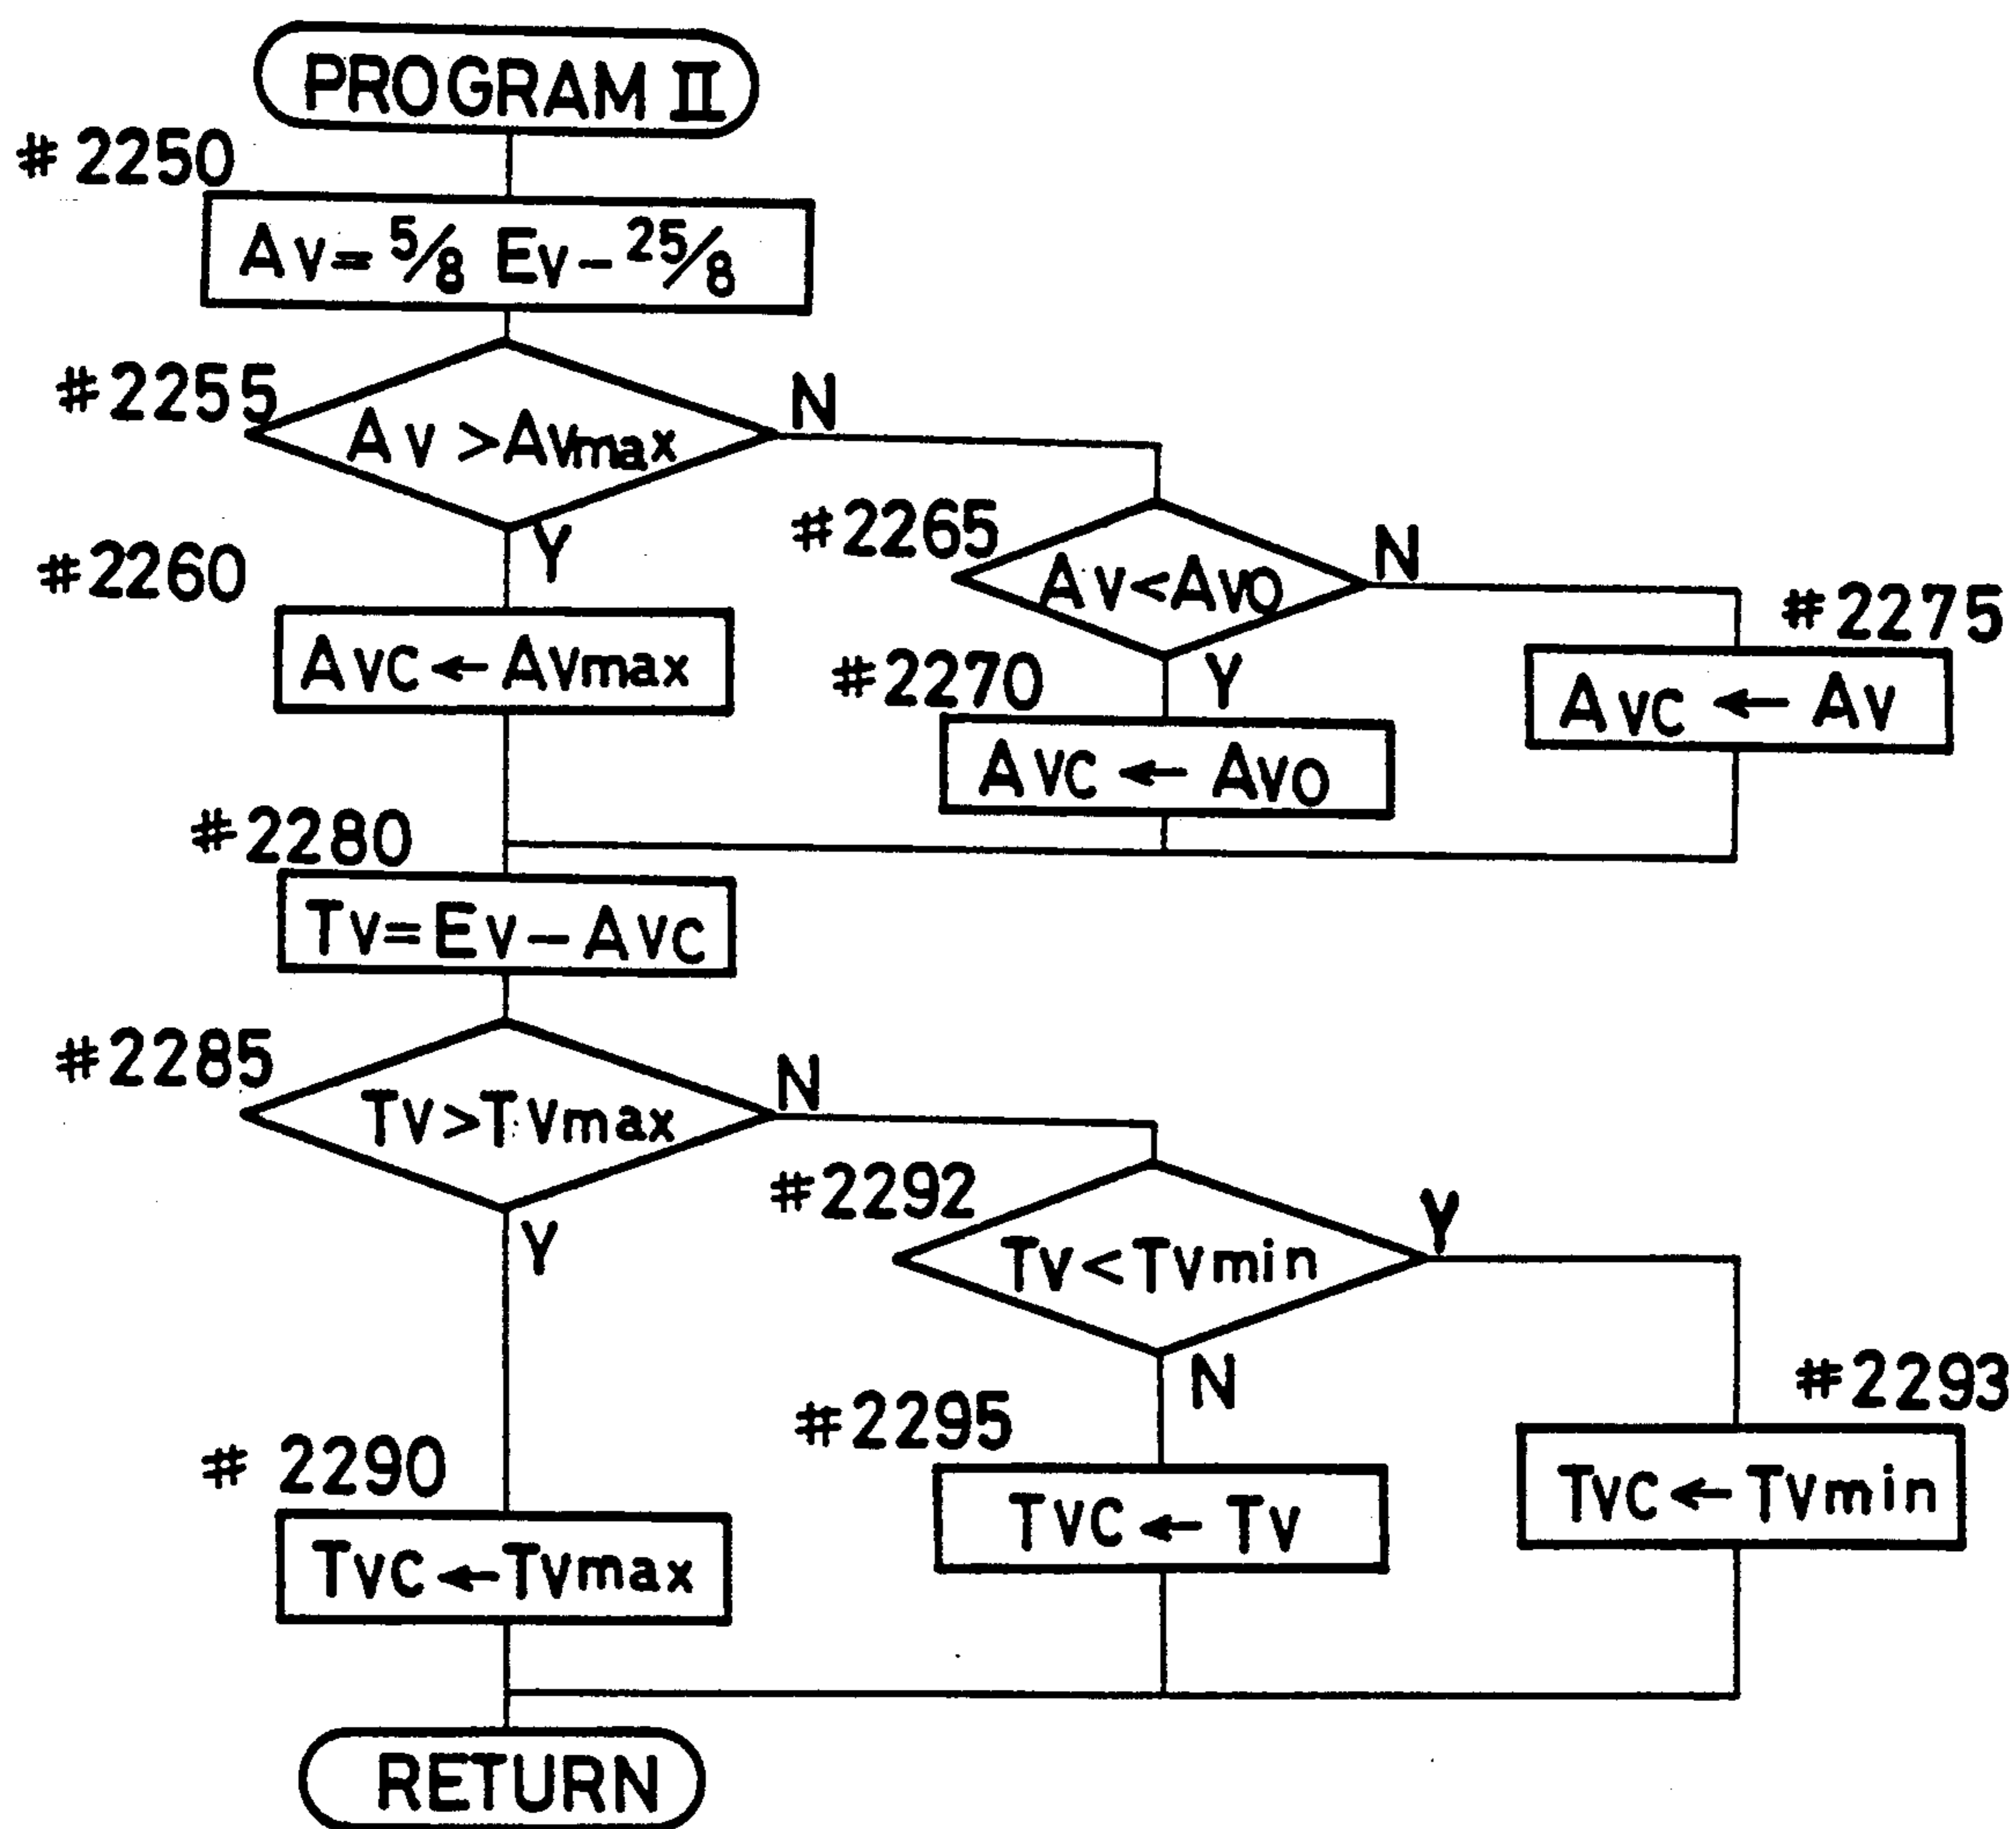 PROGRAM II
#2250
Av=5/8 Ev-25/8
#2255
Av>Avmax
N
Y
#2260
Avc←Avmax
#2265
Av<Avo
N
Y
#2270
Avc←Avo
#2275
Avc←Av
#2280
Tv=Ev-Avc
#2285
Tv>Tvmax
N
Y
#2292
Tv<Tvmin
Y
N
#2290
Tvc←Tvmax
#2295
Tvc←Tv
#2293
Tvc←Tvmin
RETURN